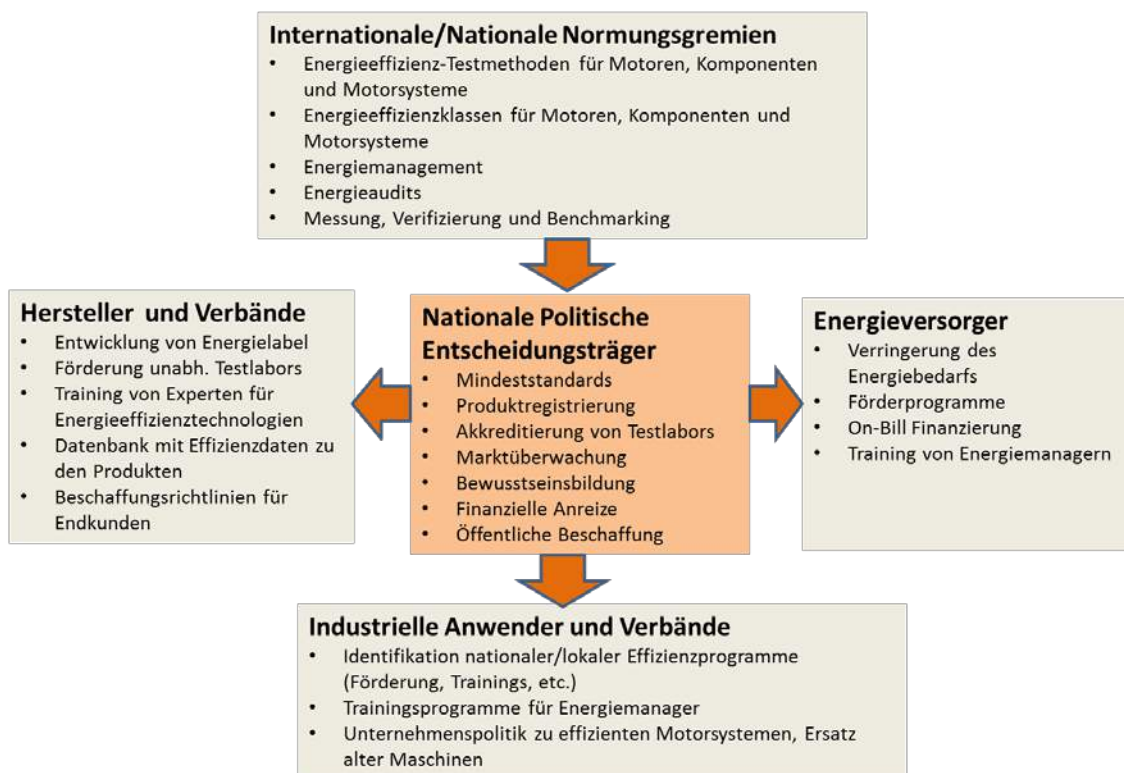 Internationale/Nationale Normungsgremien
• Energieeffizienz-Testmethoden für Motoren, Komponenten
und Motorsysteme
• Energieeffizienzklassen für Motoren, Komponenten und
Motorsysteme
• Energiemanagement
• Energieaudits
• Messung, Verifizierung und Benchmarking
Hersteller und Verbände
• Entwicklung von Energielabel
• Förderung unabh. Testlabors
• Training von Experten für
Energieeffizienztechnologien
• Datenbank mit Effizienzdaten zu
den Produkten
• Beschaffungsrichtlinien für
Endkunden
Nationale Politische
Entscheidungsträger
• Mindeststandards
• Produktregistrierung
• Akkreditierung von Testlabors
• Marktüberwachung
• Bewusstseinsbildung
• Finanzielle Anreize
• Öffentliche Beschaffung
Energieversorger
• Verringerung des
Energiebedarfs
• Förderprogramme
• On-Bill Finanzierung
• Training von Energiemanagern
Industrielle Anwender und Verbände
• Identifikation nationaler/lokaler Effizienzprogramme
(Förderung, Trainings, etc.)
• Trainingsprogramme für Energiemanager
• Unternehmenspolitik zu effizienten Motorsystemen, Ersatz
alter Maschinen